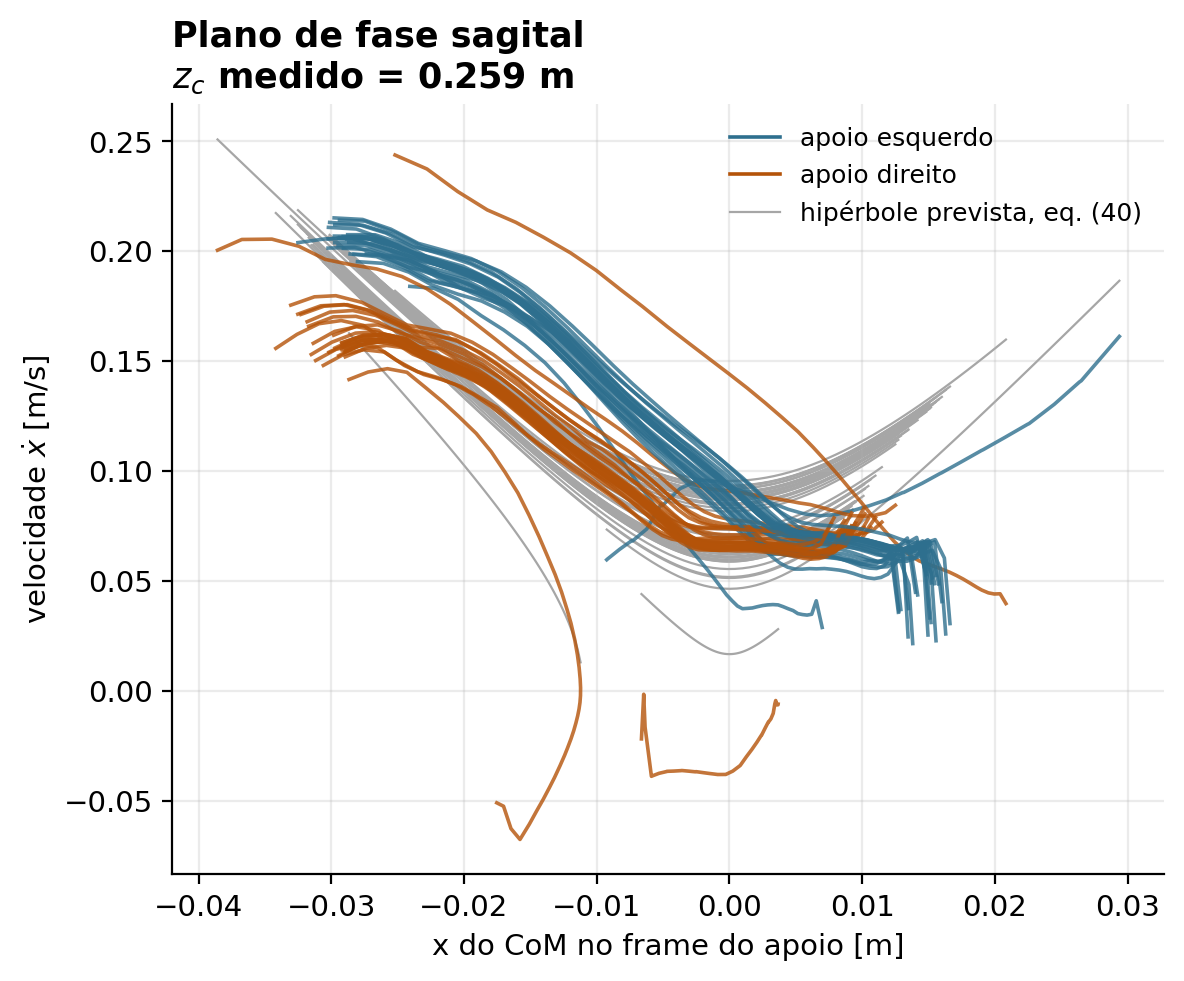 Plano de fase sagital
z_c medido = 0.259 m
apoio esquerdo
apoio direito
hipérbole prevista, eq. (40)
velocidade ẋ [m/s]
0.25
0.20
0.15
0.10
0.05
0.00
−0.05
−0.04
−0.03
−0.02
−0.01
0.00
0.01
0.02
0.03
x do CoM no frame do apoio [m]